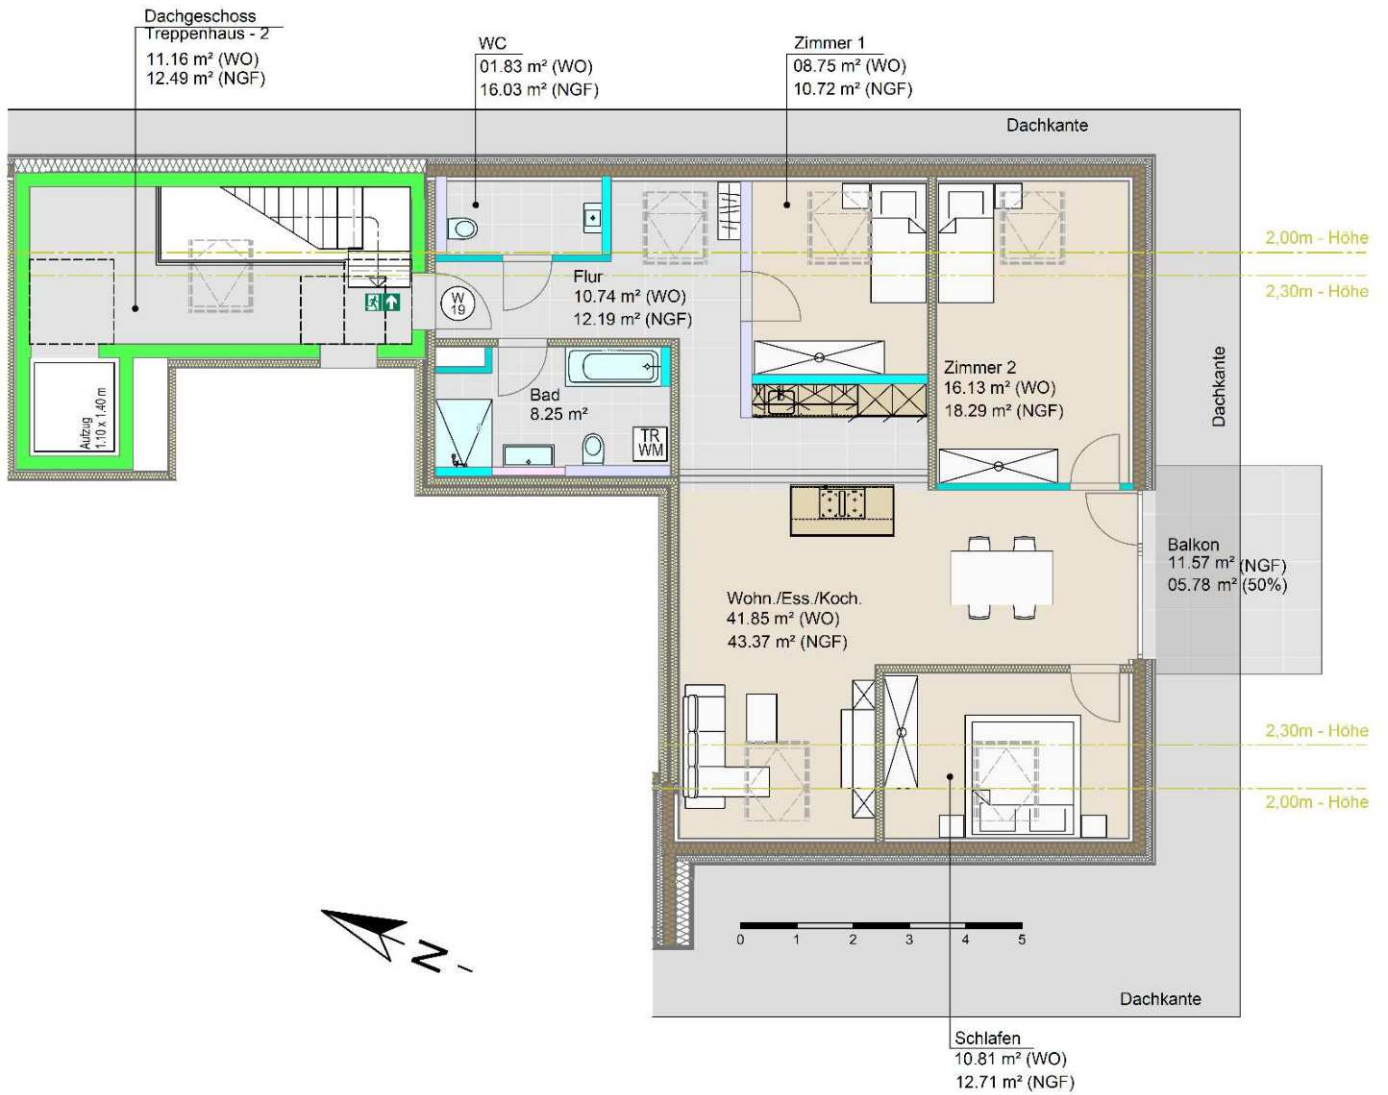 Dachgeschoss
Treppenhaus - 2
11.16 m² (WO)
12.49 m² (NGF)
WC
01.83 m² (WO)
16.03 m² (NGF)
Zimmer 1
08.75 m² (WO)
10.72 m² (NGF)
Dachkante
2,00m - Höhe
2,30m - Höhe
Flur
10.74 m² (WO)
12.19 m² (NGF)
W
19
Zimmer 2
16.13 m² (WO)
18.29 m² (NGF)
Dachkante
Bad
8.25 m²
TR
WM
Aufzug
1.10 x 1.40 m
Balkon
11.57 m² (NGF)
05.78 m² (50%)
Wohn./Ess./Koch.
41.85 m² (WO)
43.37 m² (NGF)
2,30m - Höhe
2,00m - Höhe
0 1 2 3 4 5
N
Dachkante
Schlafen
10.81 m² (WO)
12.71 m² (NGF)